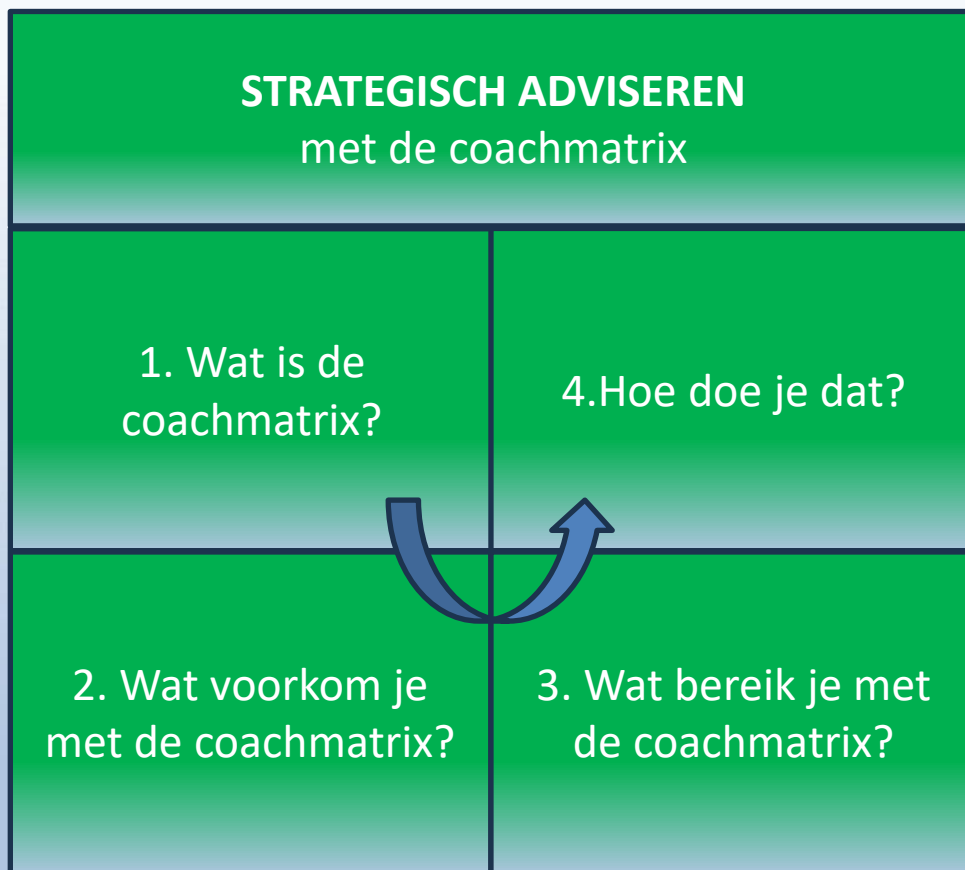 STRATEGISCH ADVISEREN
met de coachmatrix
1. Wat is de
coachmatrix?
2. Wat voorkom je
met de coachmatrix?
3. Wat bereik je met
de coachmatrix?
4.Hoe doe je dat?